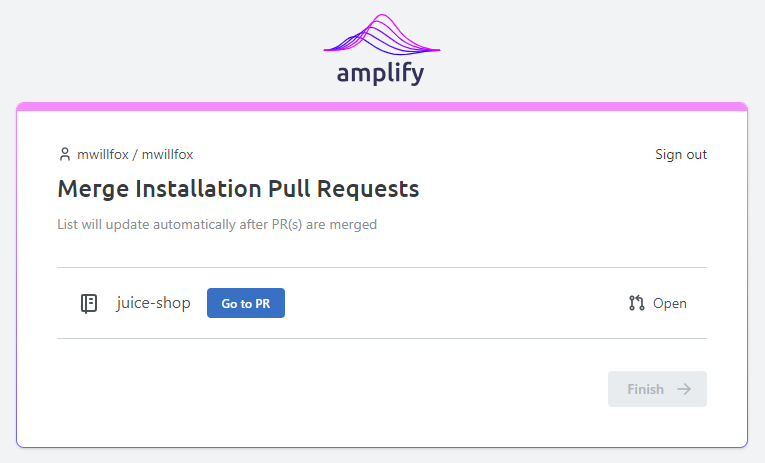 amplify
mwillfox / mwillfox
Sign out
Merge Installation Pull Requests
List will update automatically after PR(s) are merged
juice-shop
Go to PR
Open
Finish